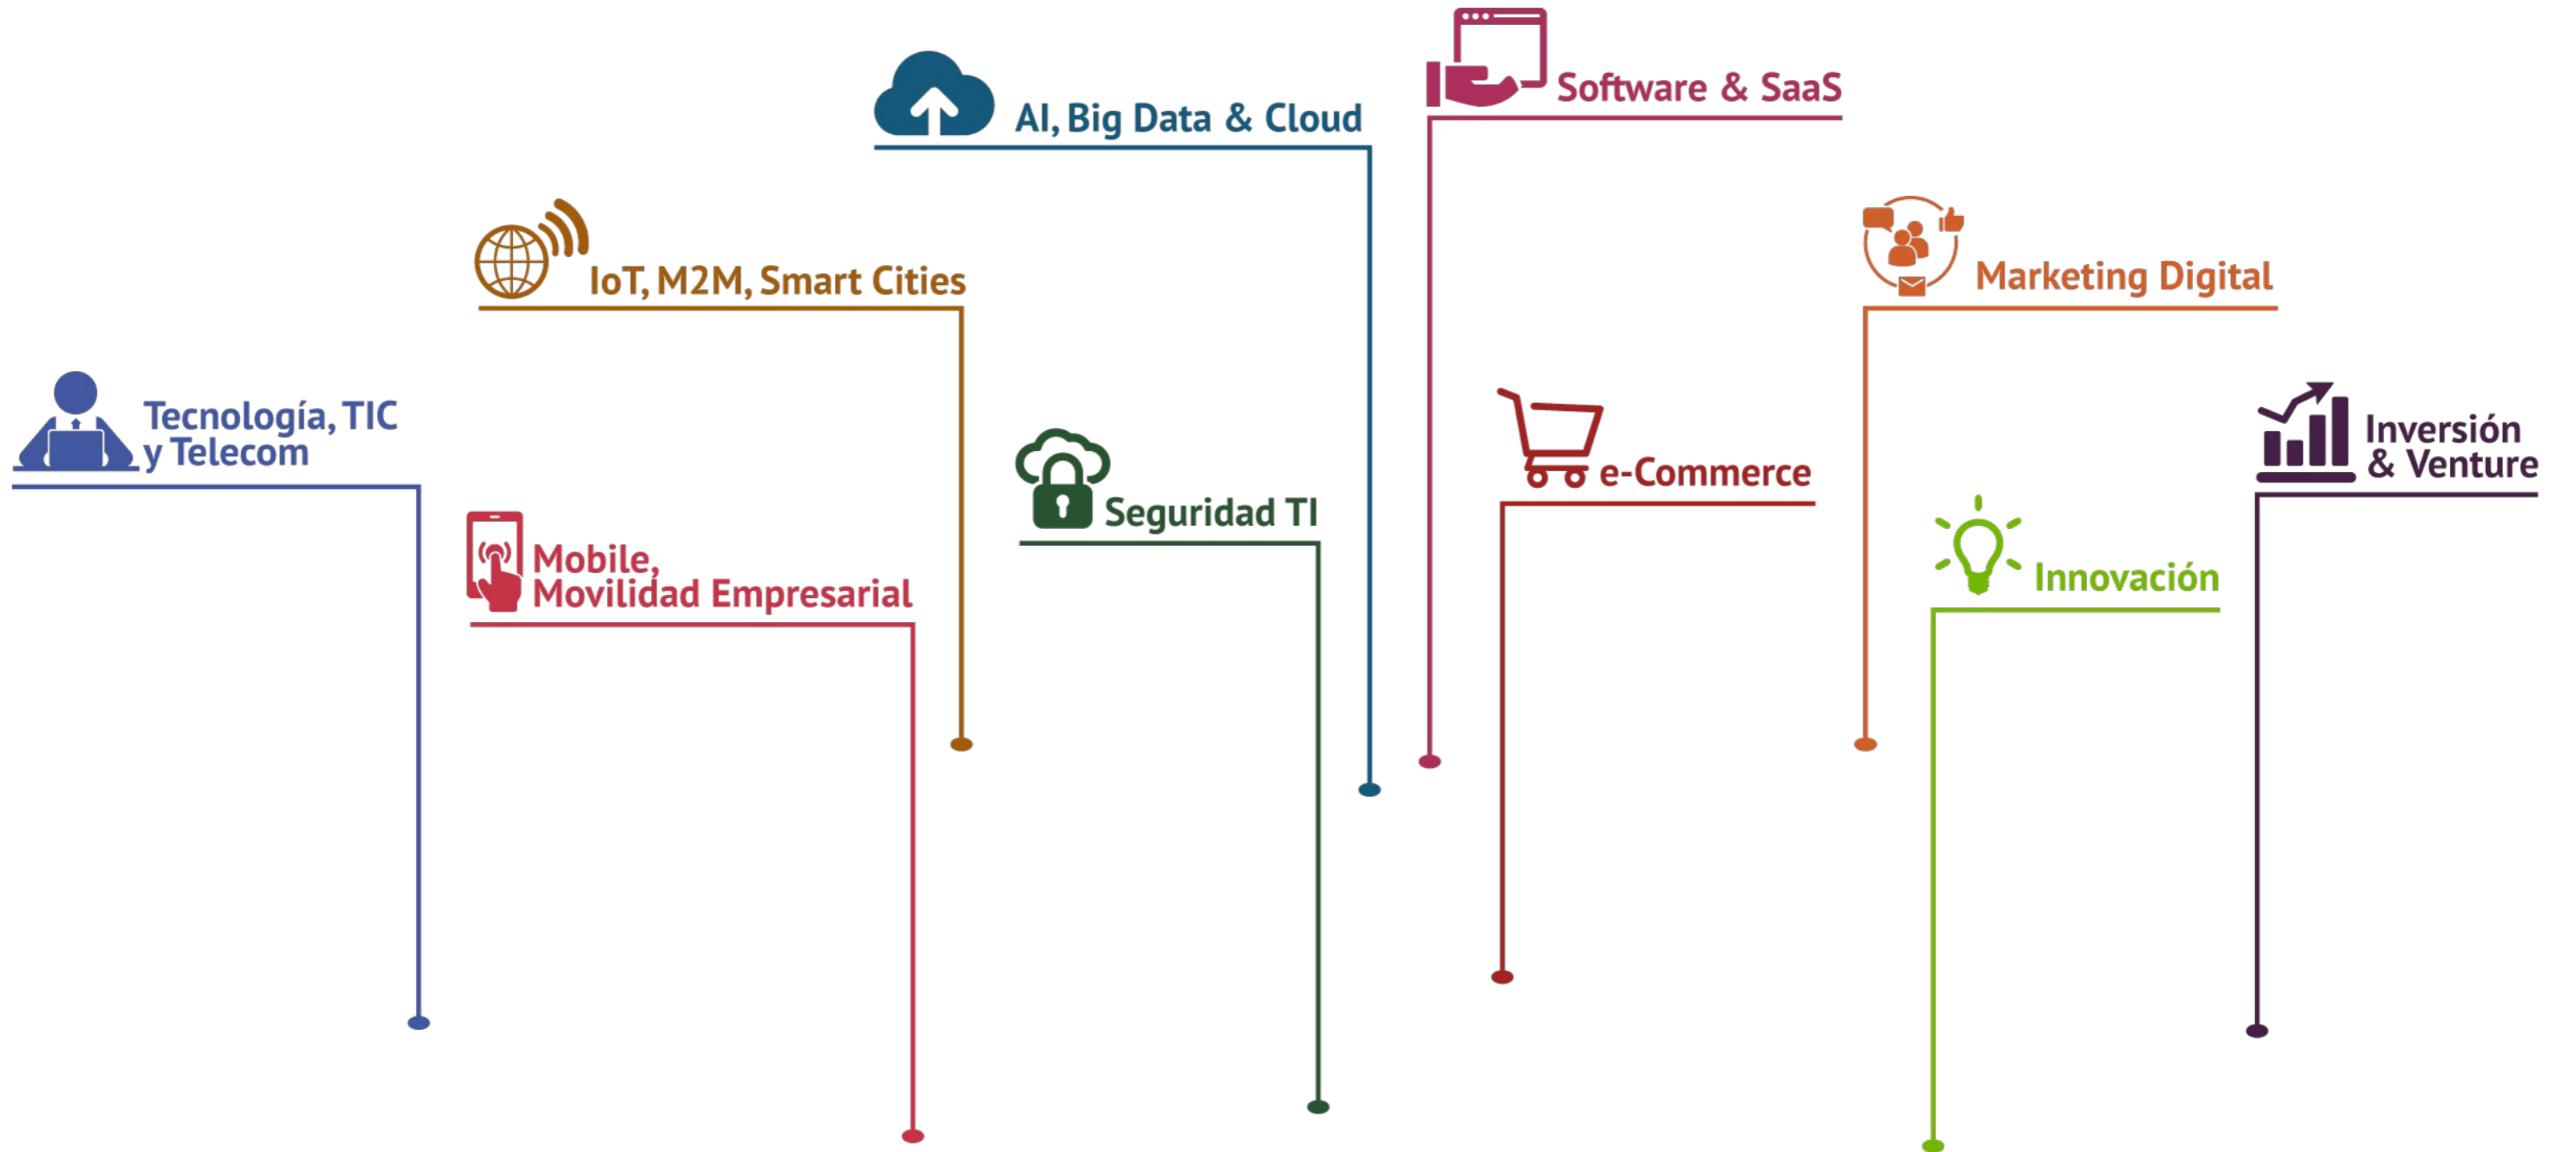 Software & SaaS
AI, Big Data & Cloud
IoT, M2M, Smart Cities
Marketing Digital
Tecnología, TIC
y Telecom
e-Commerce
Inversión
& Venture
Seguridad TI
Mobile,
Movilidad Empresarial
Innovación